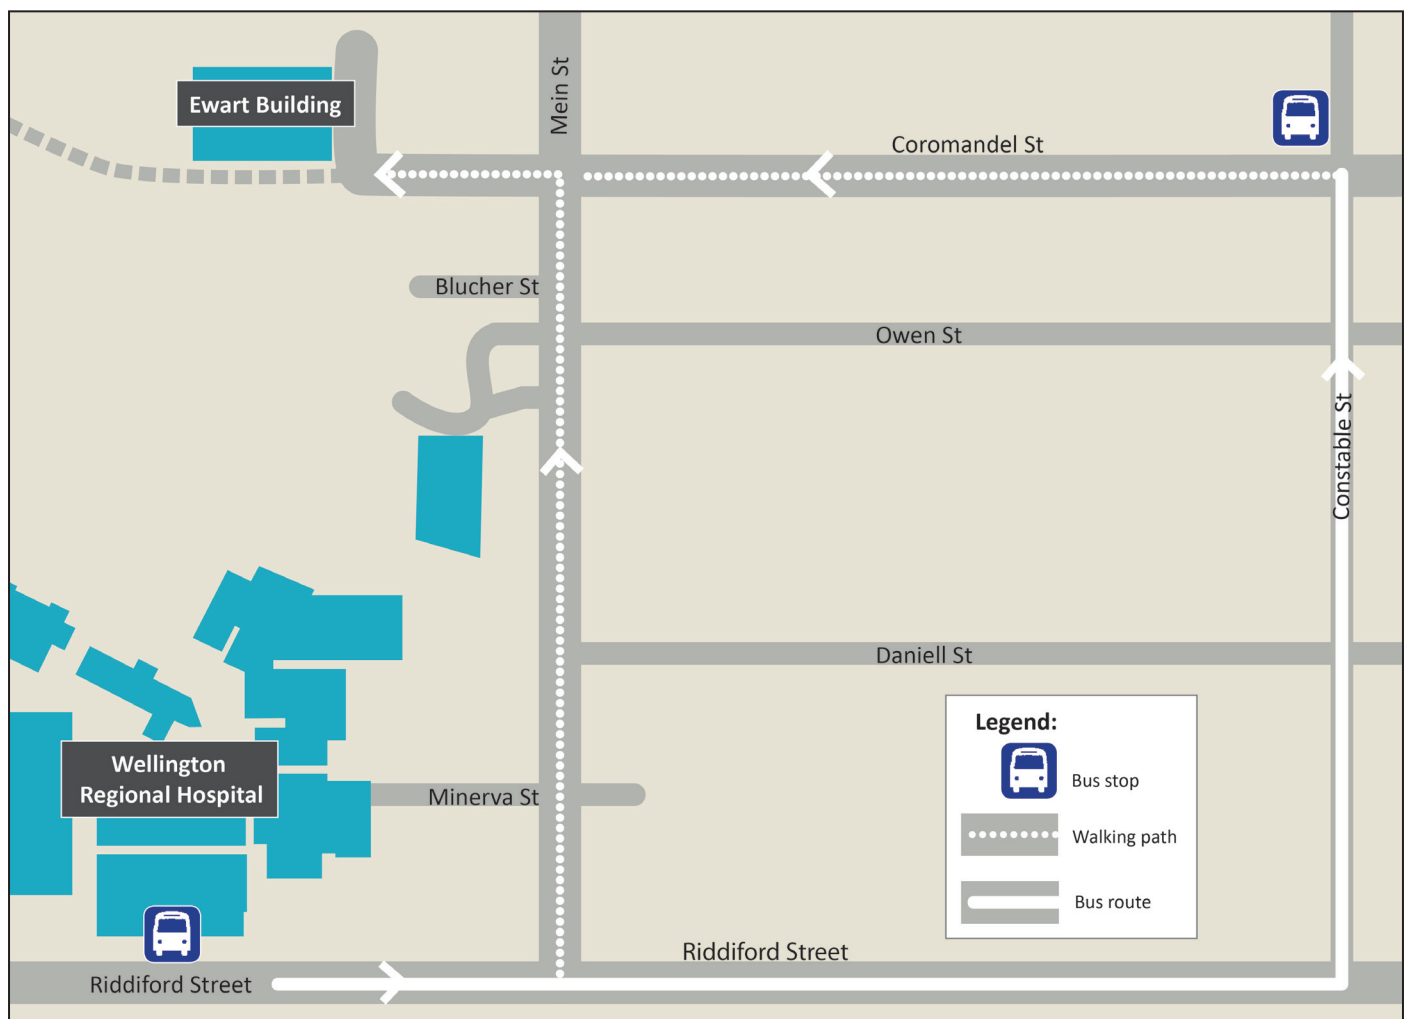 Ewart Building
Mein St
Coromandel St
Blucher St
Owen St
Constable St
Daniell St
Wellington
Regional Hospital
Minerva St
Legend:
Bus stop
Walking path
Bus route
Riddiford Street
Riddiford Street